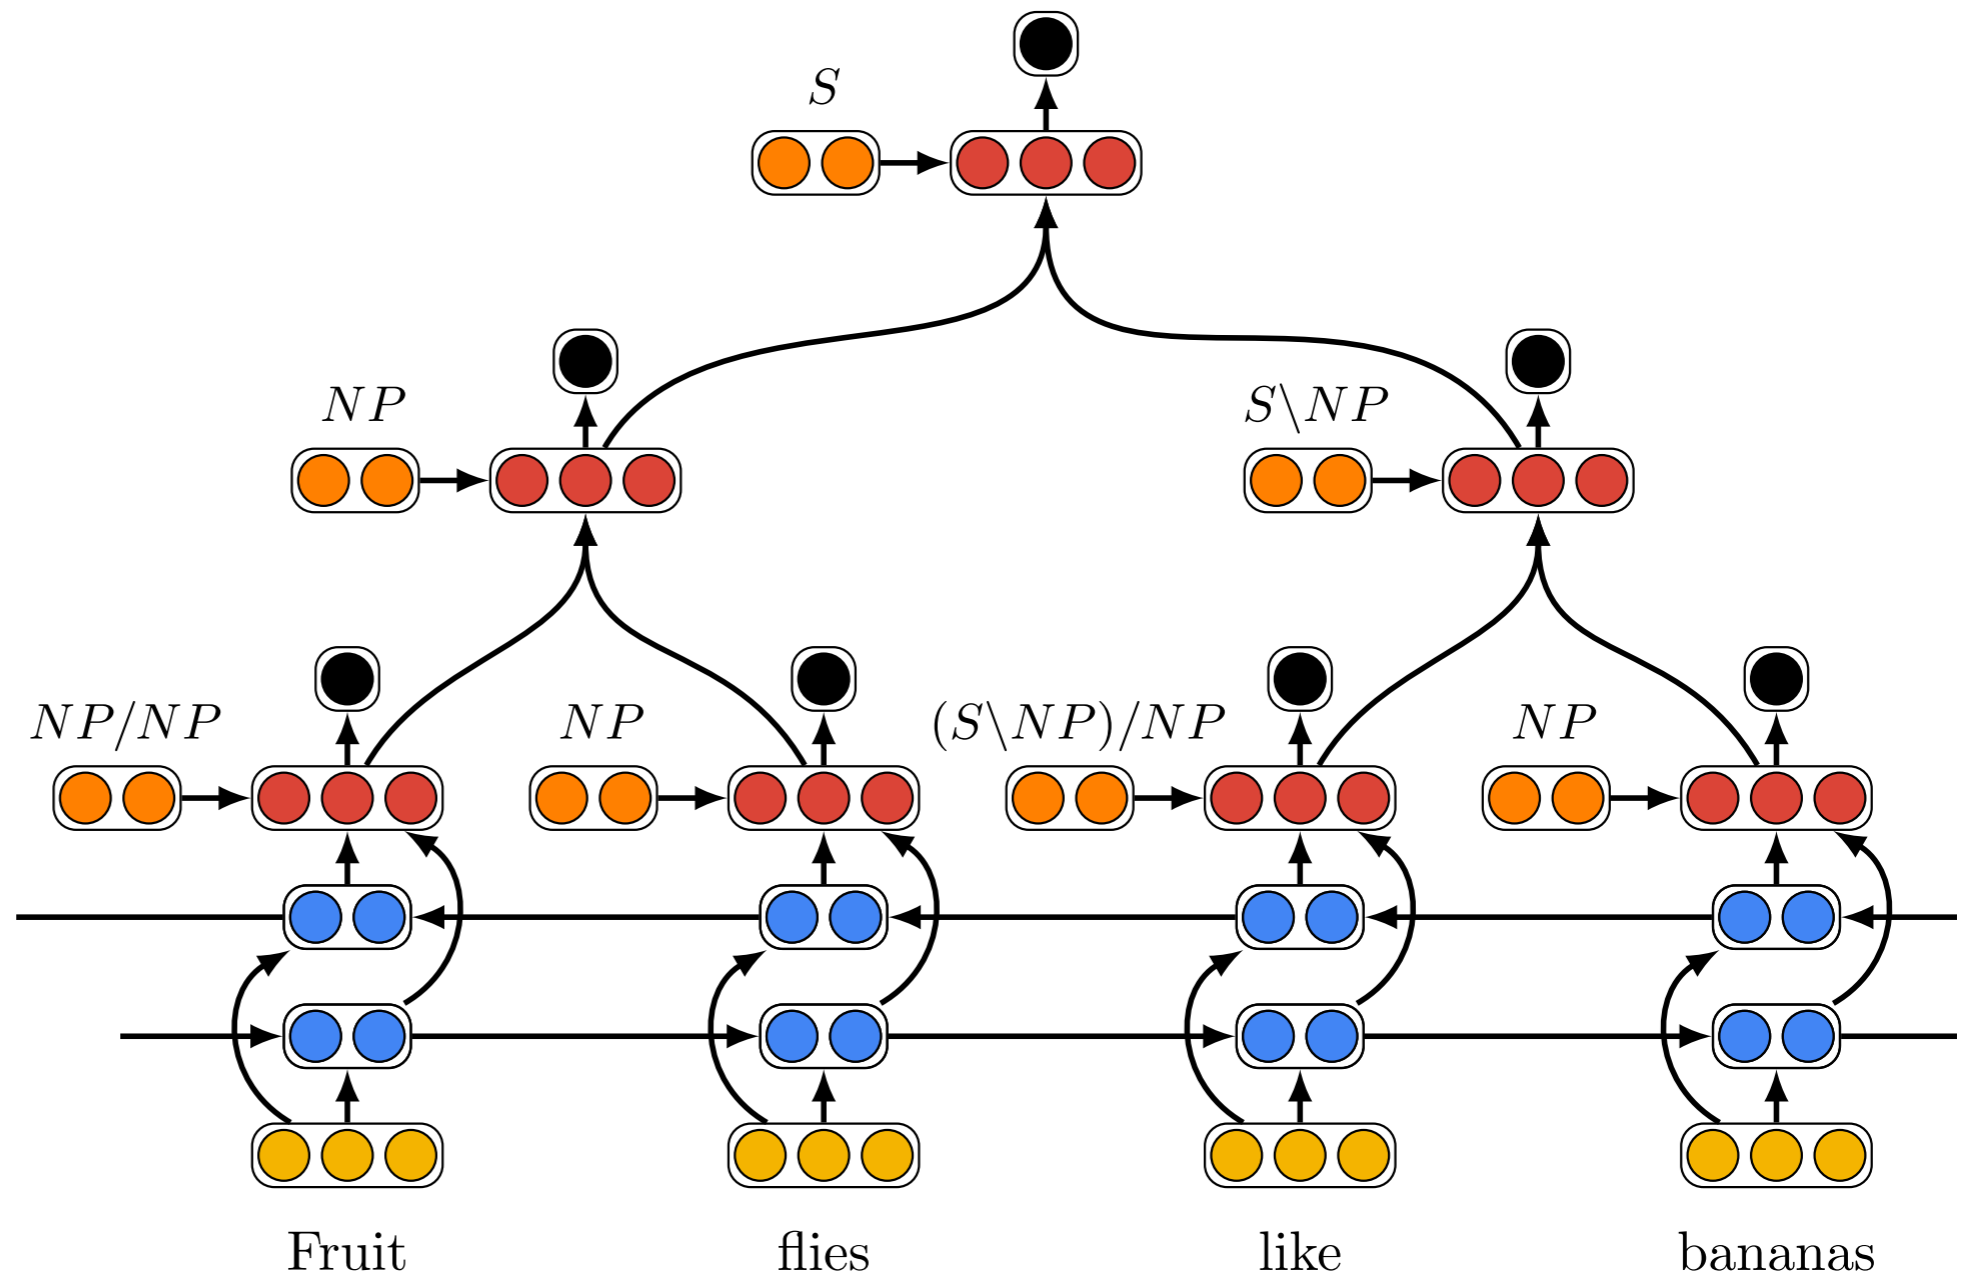 S
NP S\NP
NP/NP NP (S\NP)/NP NP
Fruit flies like bananas